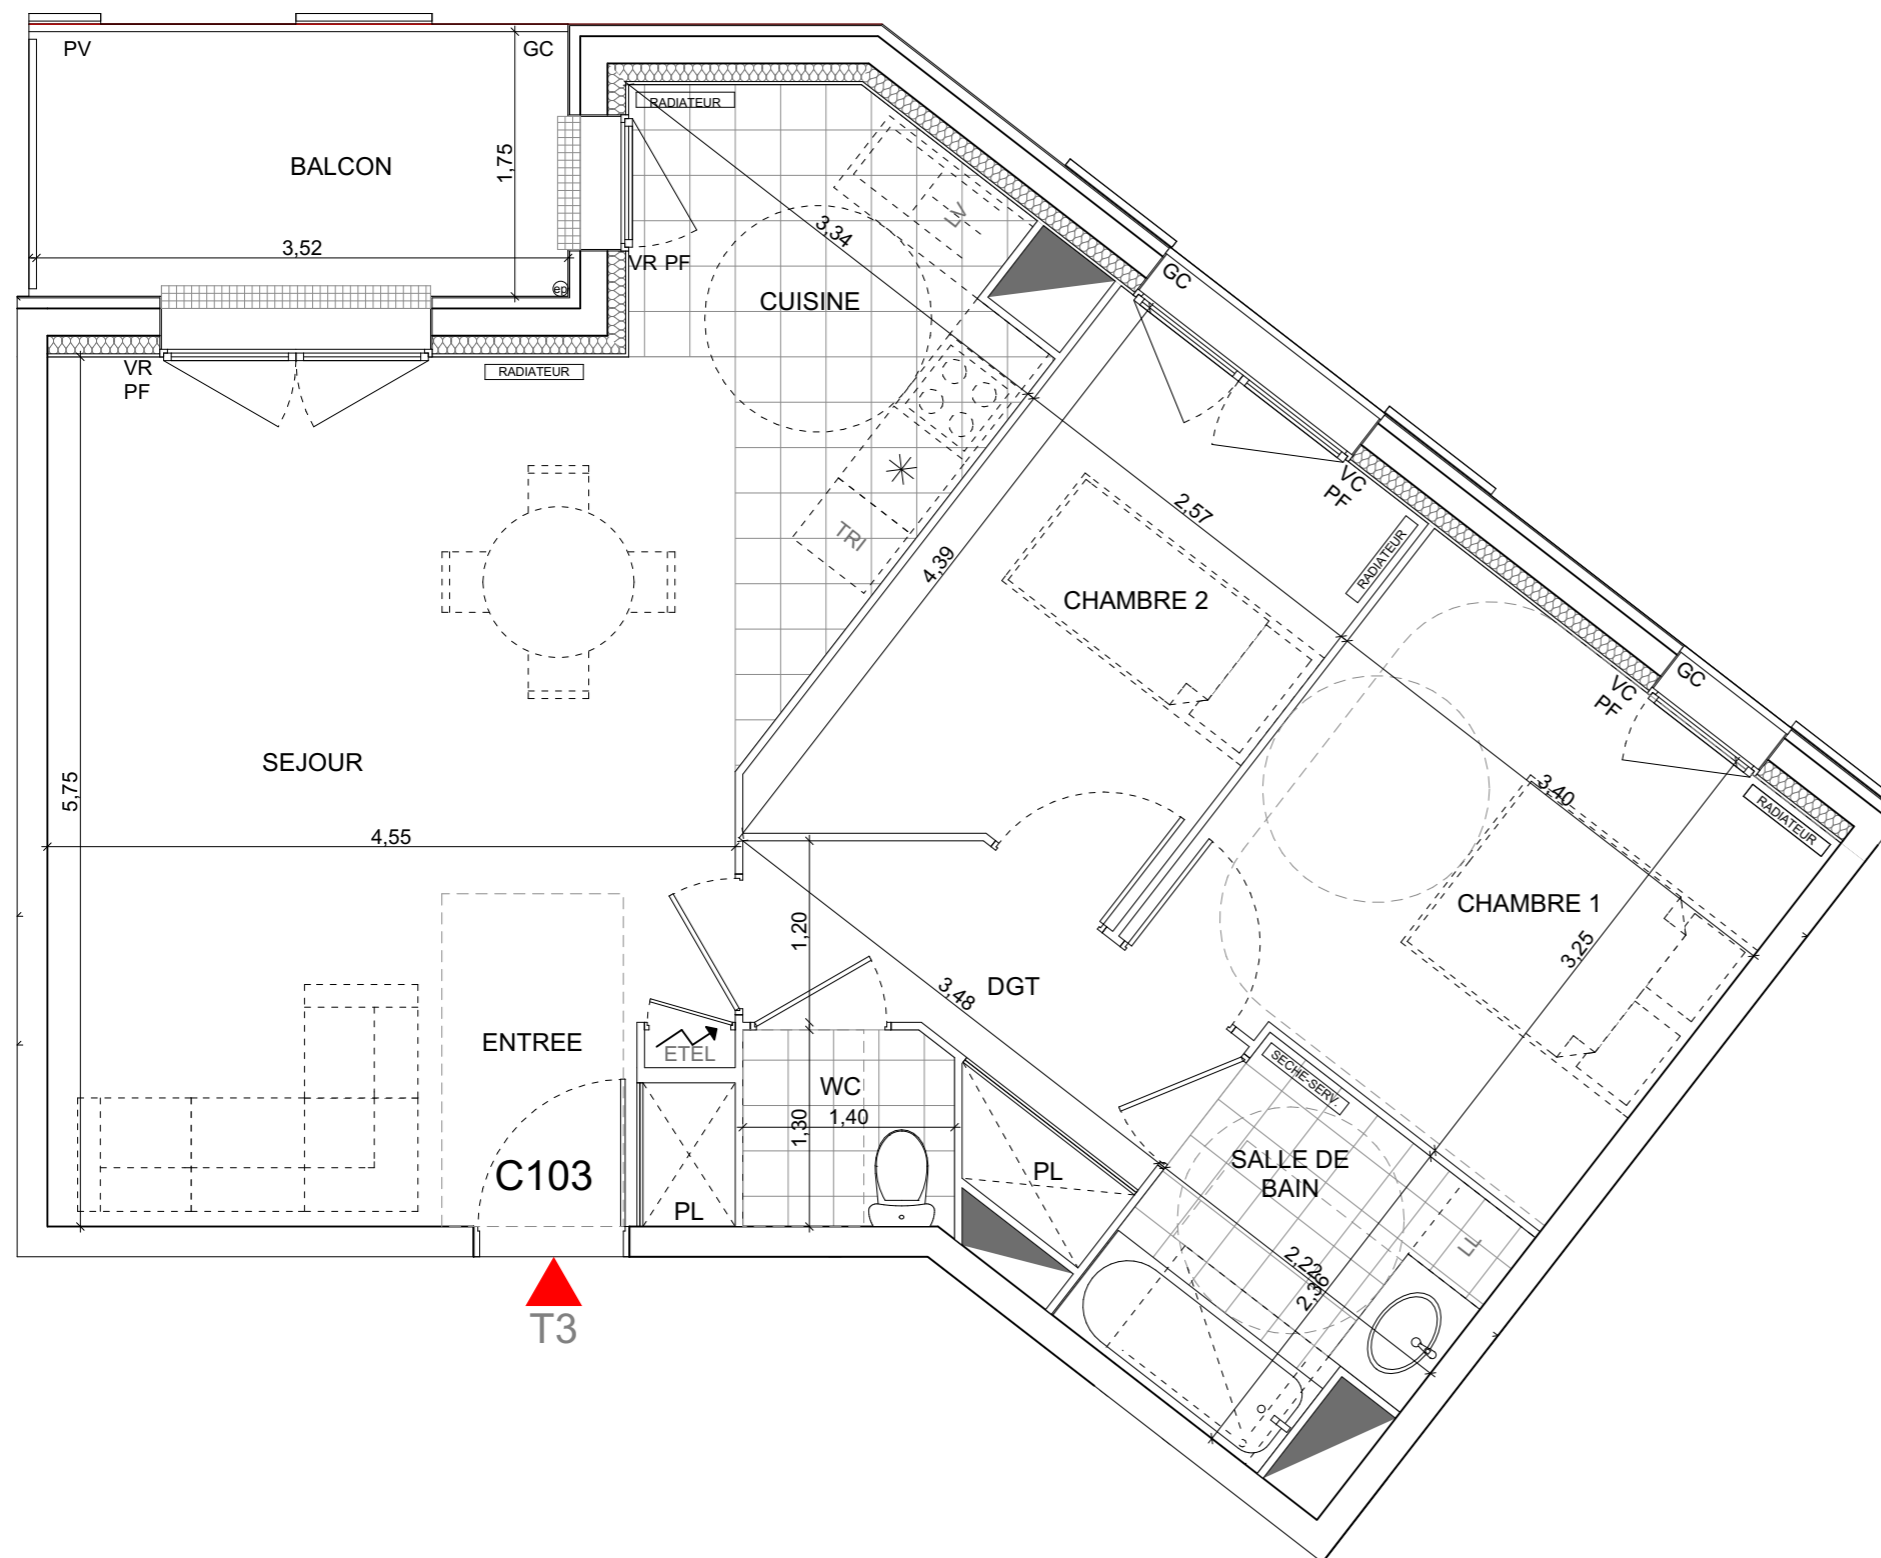 PV
GC
BALCON
1,75
3,52
ep
RADIATEUR
VR PF
3,34
LV
CUISINE
GC
VR
PF
RADIATEUR
TRI
4,39
2,57
VC
PF
RADIATEUR
CHAMBRE 2
GC
VC
PF
RADIATEUR
SEJOUR
5,75
4,55
3,40
CHAMBRE 1
3,25
1,20
DGT
3,48
ENTREE
ETEL
WC
1,30
1,40
SECHE-SERV.
SALLE DE
BAIN
PL
C103
PL
LL
2,22
2,39
T3